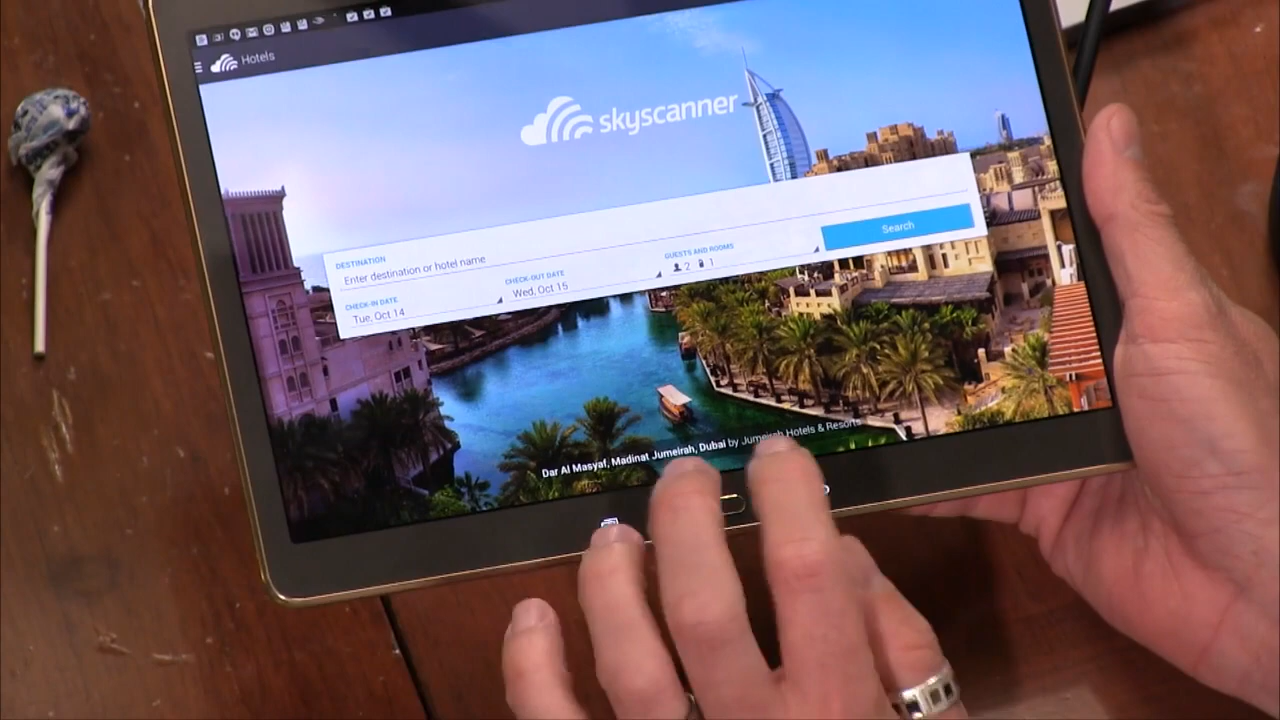 Hotels
skyscanner
DESTINATION
Enter destination or hotel name
CHECK-IN DATE
Tue, Oct 14
CHECK-OUT DATE
Wed, Oct 15
GUESTS AND ROOMS
2 1
Search
Dar Al Masyaf, Madinat Jumeirah, Dubai by Jumeirah Hotels & Resorts